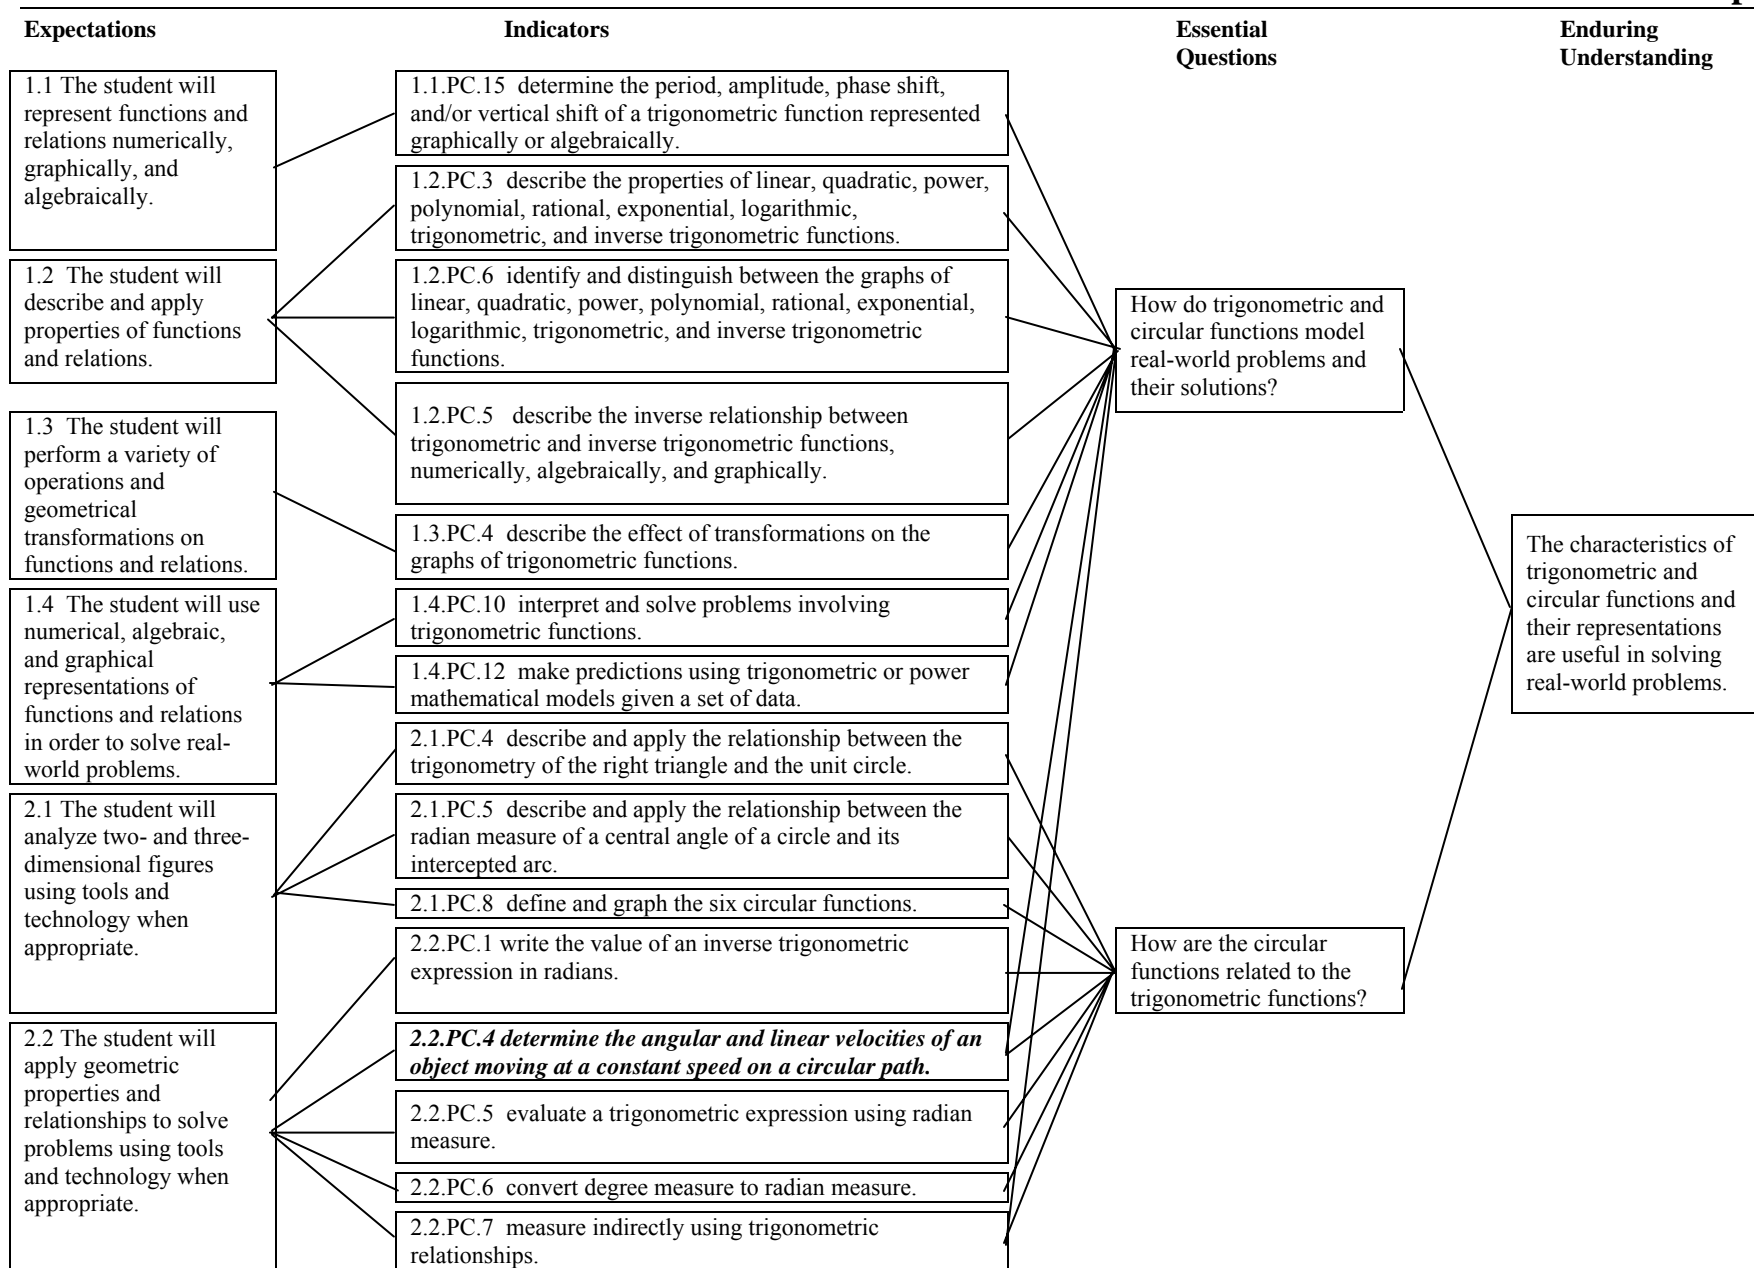 Expectations
Indicators
Essential
Questions
Enduring
Understanding
1.1 The student will
represent functions and
relations numerically,
graphically, and
algebraically.
1.2 The student will
describe and apply
properties of functions
and relations.
1.3 The student will
perform a variety of
operations and
geometrical
transformations on
functions and relations.
1.4 The student will use
numerical, algebraic,
and graphical
representations of
functions and relations
in order to solve real-
world problems.
2.1 The student will
analyze two- and three-
dimensional figures
using tools and
technology when
appropriate.
2.2 The student will
apply geometric
properties and
relationships to solve
problems using tools
and technology when
appropriate.
1.1.PC.15 determine the period, amplitude, phase shift,
and/or vertical shift of a trigonometric function represented
graphically or algebraically.
1.2.PC.3 describe the properties of linear, quadratic, power,
polynomial, rational, exponential, logarithmic,
trigonometric, and inverse trigonometric functions.
1.2.PC.6 identify and distinguish between the graphs of
linear, quadratic, power, polynomial, rational, exponential,
logarithmic, trigonometric, and inverse trigonometric
functions.
1.2.PC.5 describe the inverse relationship between
trigonometric and inverse trigonometric functions,
numerically, algebraically, and graphically.
1.3.PC.4 describe the effect of transformations on the
graphs of trigonometric functions.
1.4.PC.10 interpret and solve problems involving
trigonometric functions.
1.4.PC.12 make predictions using trigonometric or power
mathematical models given a set of data.
2.1.PC.4 describe and apply the relationship between the
trigonometry of the right triangle and the unit circle.
2.1.PC.5 describe and apply the relationship between the
radian measure of a central angle of a circle and its
intercepted arc.
2.1.PC.8 define and graph the six circular functions.
2.2.PC.1 write the value of an inverse trigonometric
expression in radians.
2.2.PC.4 determine the angular and linear velocities of an
object moving at a constant speed on a circular path.
2.2.PC.5 evaluate a trigonometric expression using radian
measure.
2.2.PC.6 convert degree measure to radian measure.
2.2.PC.7 measure indirectly using trigonometric
relationships.
How do trigonometric and
circular functions model
real-world problems and
their solutions?
How are the circular
functions related to the
trigonometric functions?
The characteristics of
trigonometric and
circular functions and
their representations
are useful in solving
real-world problems.